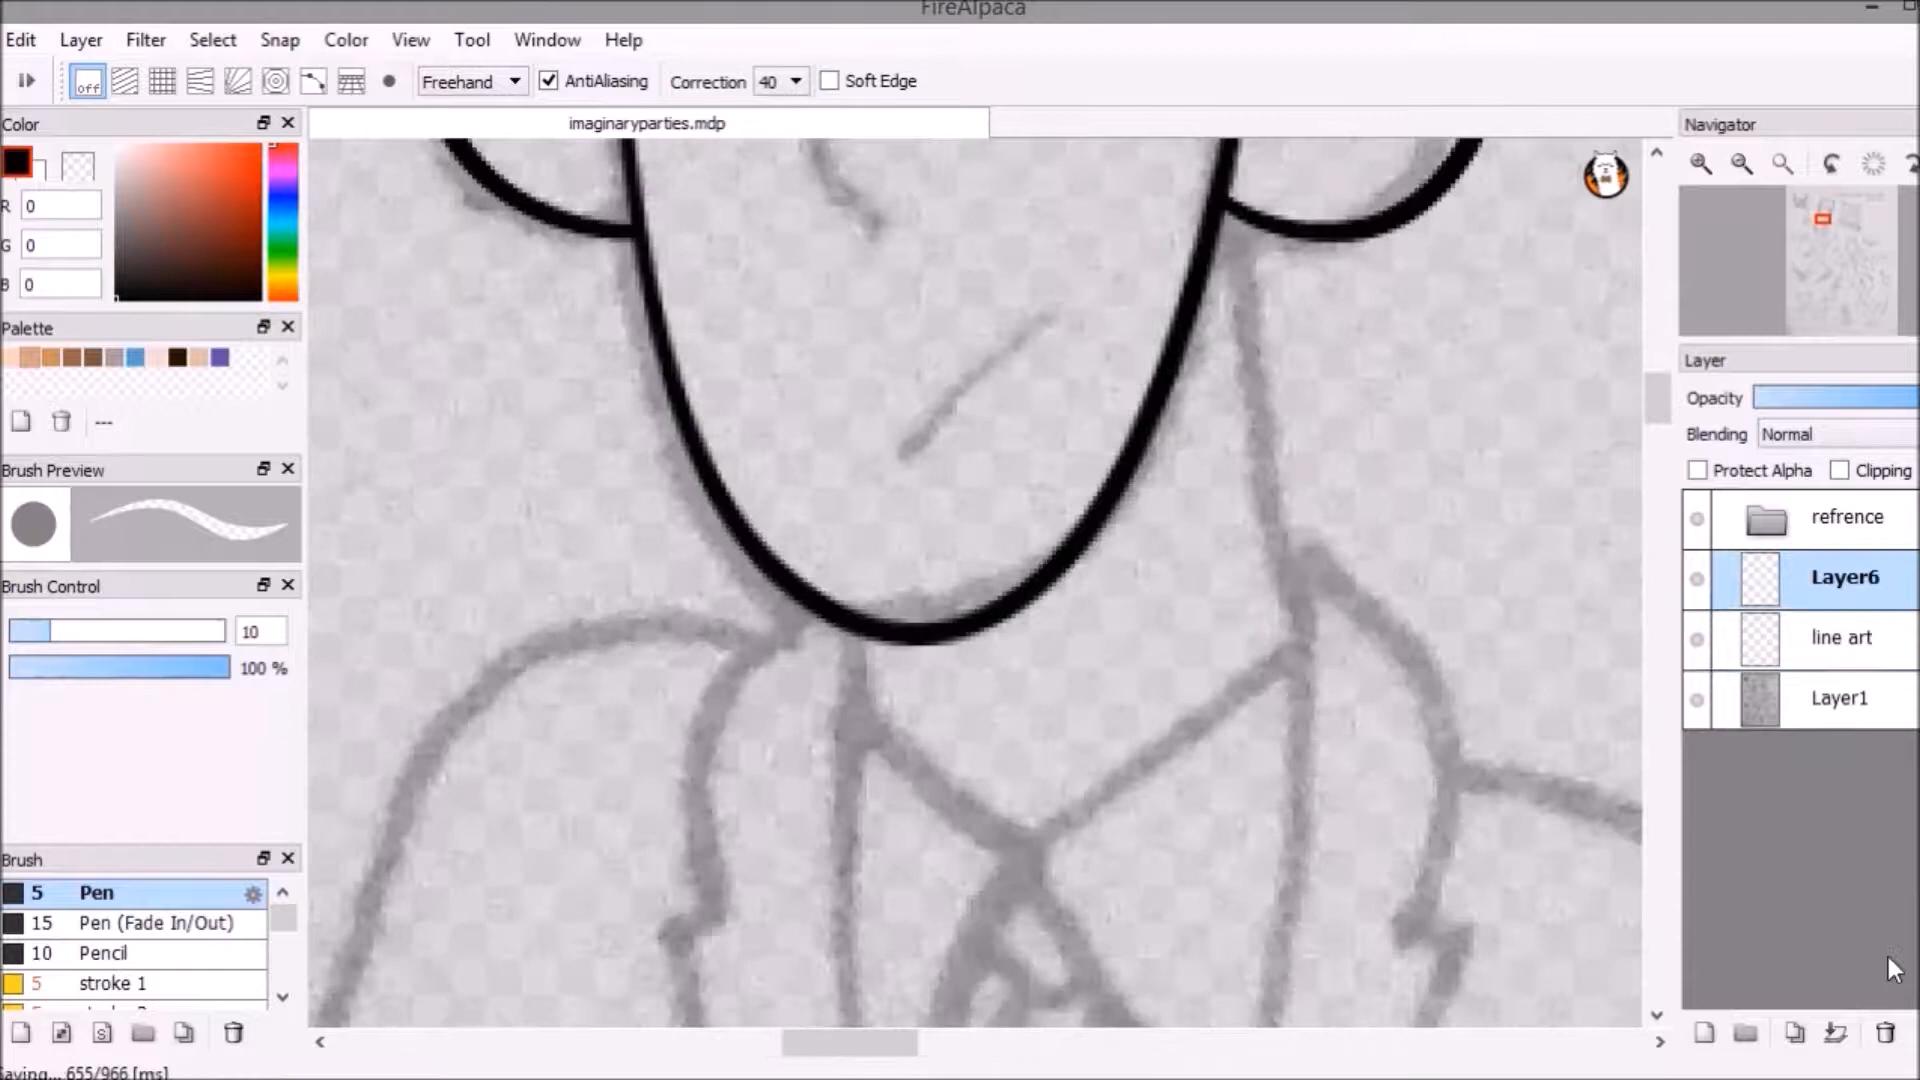 FireAlpaca
Edit Layer Filter Select Snap Color View Tool Window Help
off Freehand AntiAliasing Correction 40 Soft Edge
Color
imaginaryparties.mdp
Navigator
R 0
G 0
B 0
Palette
---
Layer
Opacity
Blending Normal
Protect Alpha Clipping
Brush Preview
refrence
Layer6
Brush Control
10
100 %
line art
Layer1
Brush
5 Pen
15 Pen (Fade In/Out)
10 Pencil
5 stroke 1
S
Saving... 655/966 [ms]